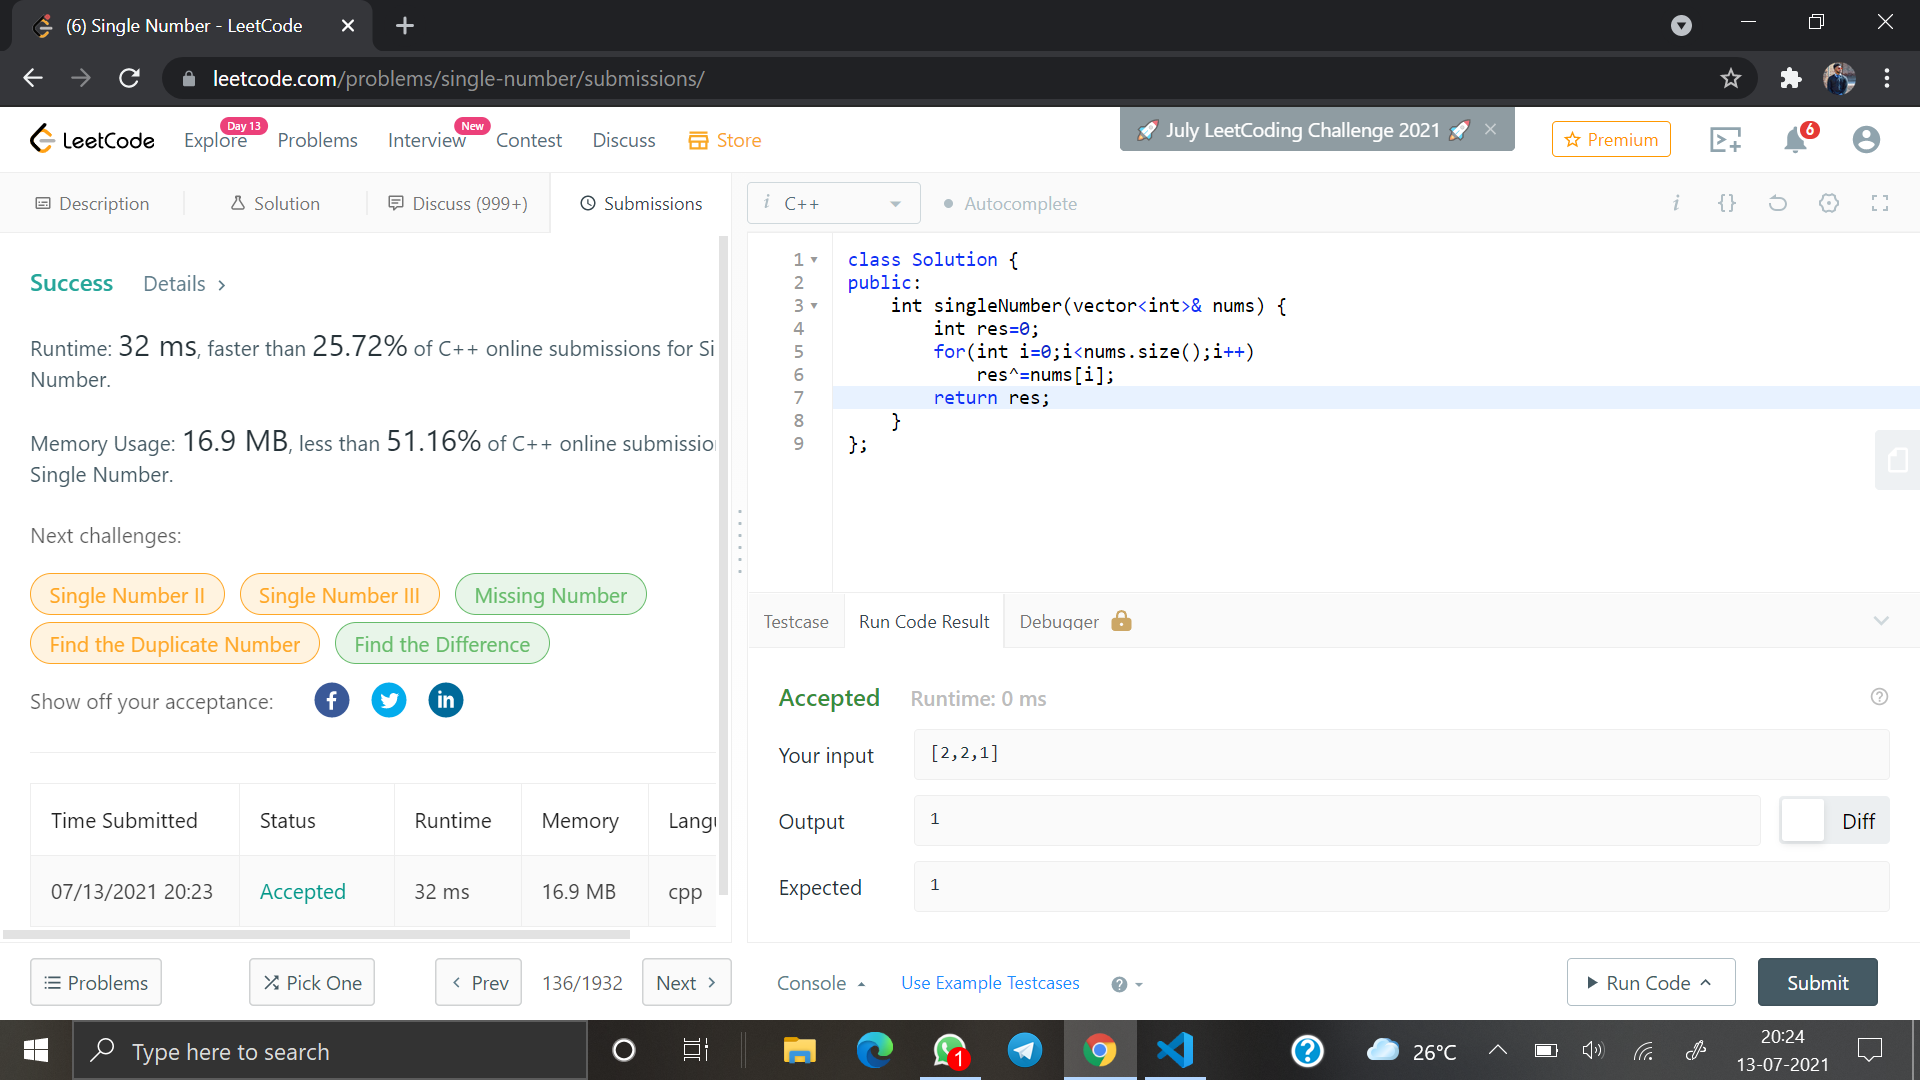 (6) Single Number - LeetCode
leetcode.com/problems/single-number/submissions/
LeetCode
Explore
Day 13
Problems
Interview
New
Contest
Discuss
Store
🚀 July LeetCoding Challenge 2021 🚀
Premium
6
Description
Solution
Discuss (999+)
Submissions
i C++
Autocomplete
Success
Details
Runtime: 32 ms, faster than 25.72% of C++ online submissions for Si
Number.
Memory Usage: 16.9 MB, less than 51.16% of C++ online submissio
Single Number.
Next challenges:
Single Number II
Single Number III
Missing Number
Find the Duplicate Number
Find the Difference
Show off your acceptance:
Time Submitted Status Runtime Memory Langu
07/13/2021 20:23 Accepted 32 ms 16.9 MB cpp
Problems
Pick One
Prev
136/1932
Next
1 class Solution {
2 public:
3     int singleNumber(vector<int>& nums) {
4         int res=0;
5         for(int i=0;i<nums.size();i++)
6             res^=nums[i];
7         return res;
8     }
9 };
Testcase
Run Code Result
Debugger
Accepted
Runtime: 0 ms
Your input
[2,2,1]
Output
1
Diff
Expected
1
Console
Use Example Testcases
Run Code
Submit
Type here to search
1
26°C
20:24
13-07-2021